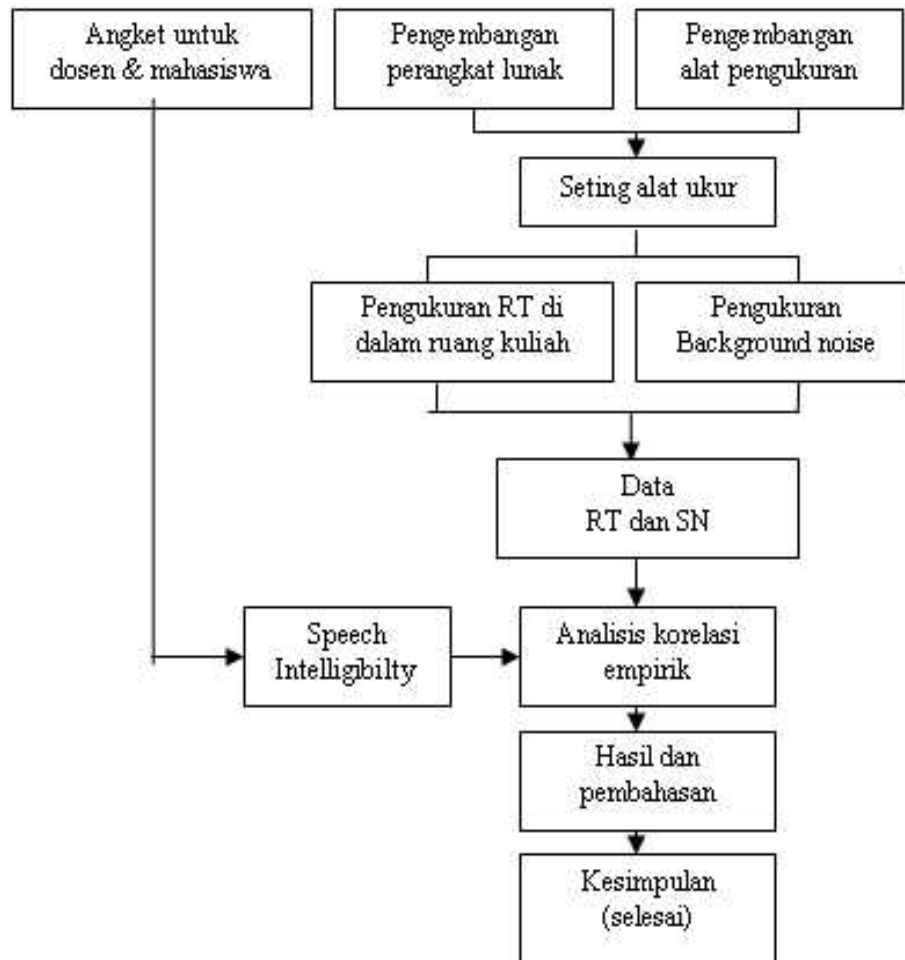 Angket untuk
dosen & mahasiswa
Pengembangan
perangkat lunak
Pengembangan
alat pengukuran
Seting alat ukur
Pengukuran RT di
dalam ruang kuliah
Pengukuran
Background noise
Data
RT dan SN
Speech
Intelligibilty
Analisis korelasi
empirik
Hasil dan
pembahasan
Kesimpulan
(selesai)